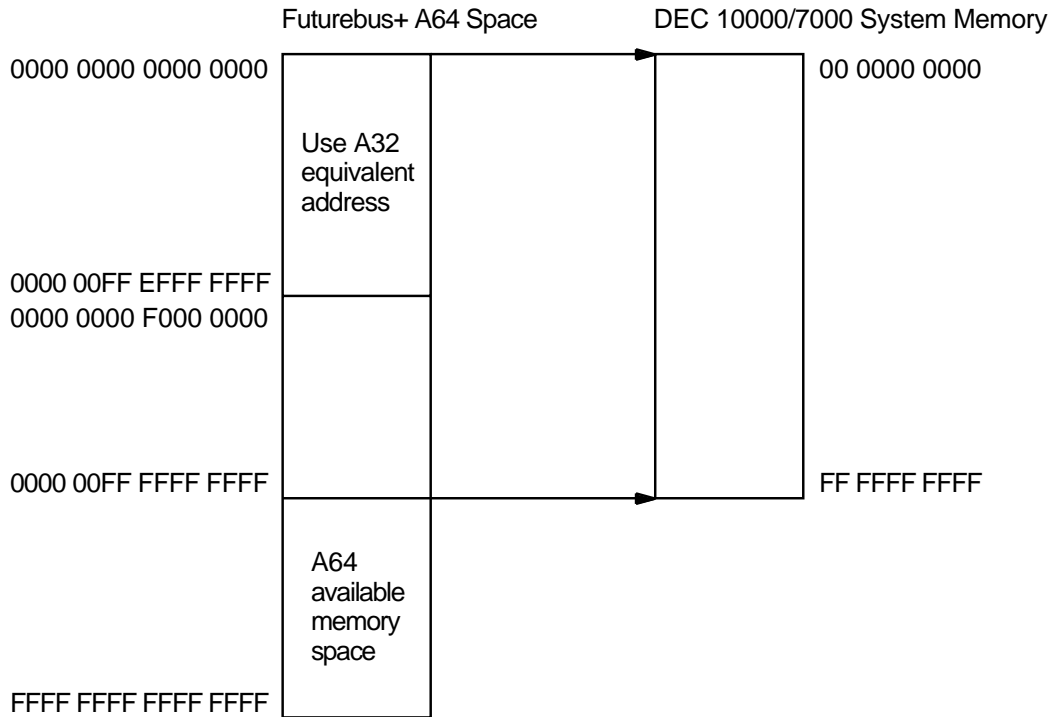 Futurebus+ A64 Space
DEC 10000/7000 System Memory
0000 0000 0000 0000
00 0000 0000
Use A32
equivalent
address
0000 00FF EFFF FFFF
0000 0000 F000 0000
0000 00FF FFFF FFFF
FF FFFF FFFF
A64
available
memory
space
FFFF FFFF FFFF FFFF